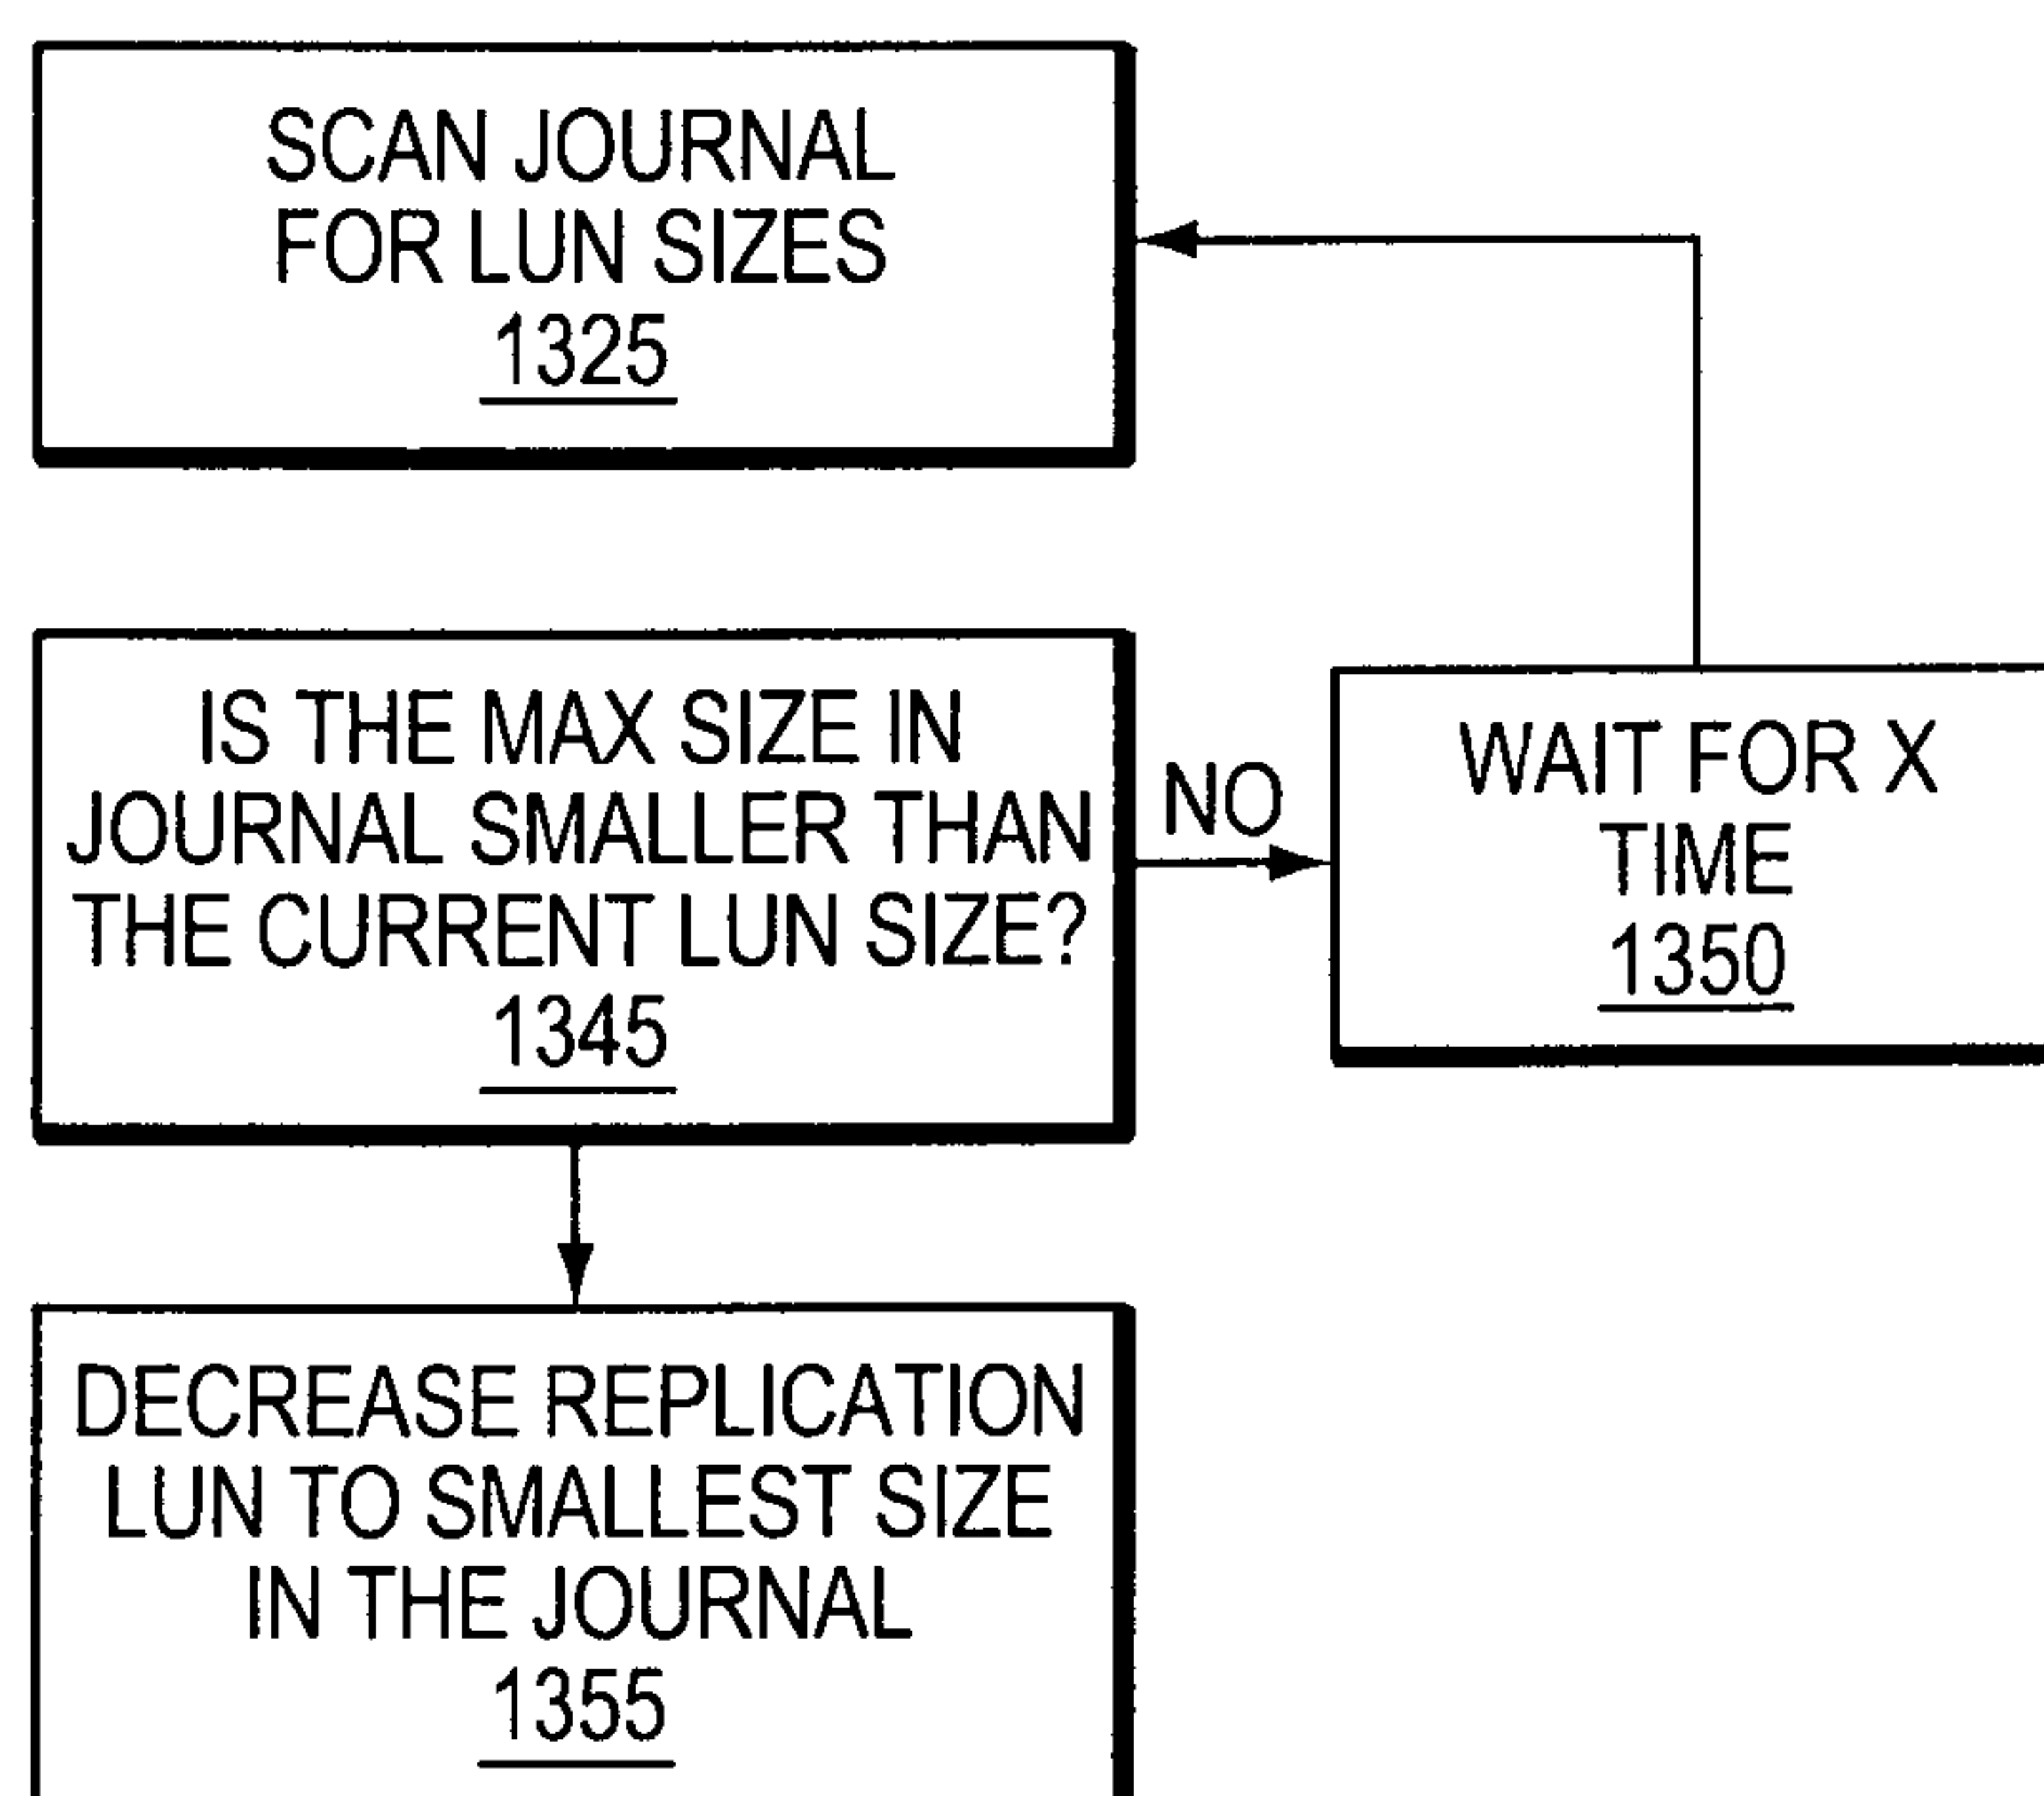 SCAN JOURNAL
FOR LUN SIZES
1325
IS THE MAX SIZE IN
JOURNAL SMALLER THAN
THE CURRENT LUN SIZE?
1345
NO
WAIT FOR X
TIME
1350
DECREASE REPLICATION
LUN TO SMALLEST SIZE
IN THE JOURNAL
1355